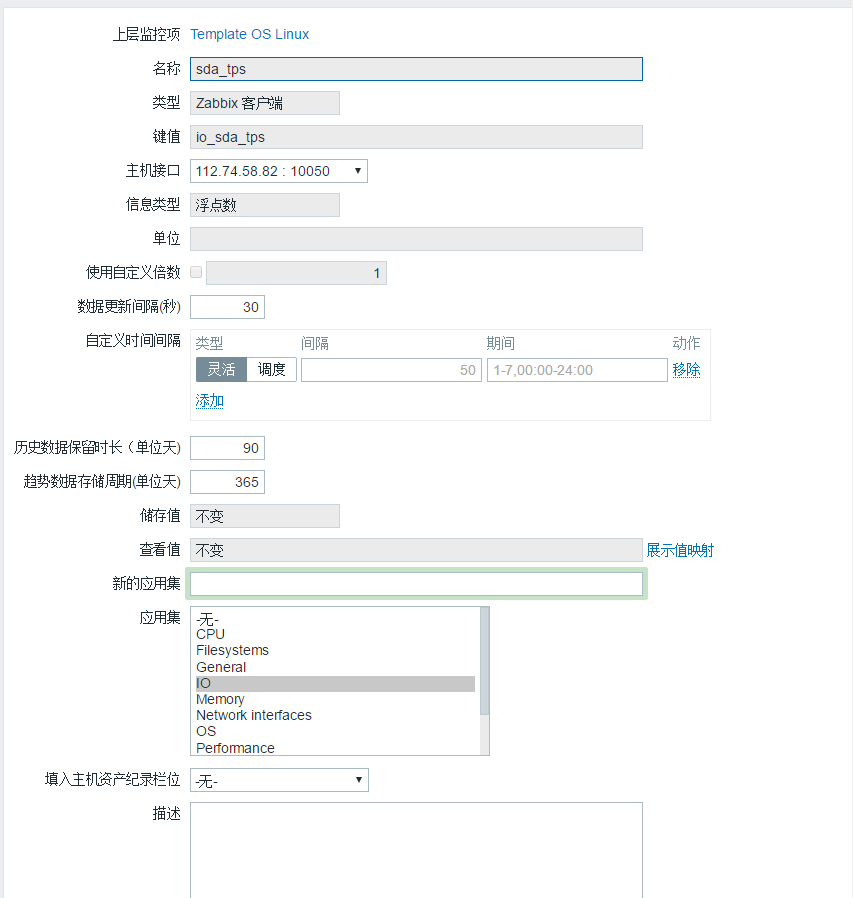 上层监控项 Template OS Linux
名称 sda_tps
类型 Zabbix 客户端
键值 io_sda_tps
主机接口 112.74.58.82 : 10050
信息类型 浮点数
单位
使用自定义倍数 1
数据更新间隔(秒) 30
自定义时间间隔 类型 间隔 期间 动作
灵活 调度 50 1-7,00:00-24:00 移除
添加
历史数据保留时长（单位天) 90
趋势数据存储周期(单位天) 365
储存值 不变
查看值 不变 展示值映射
新的应用集
应用集 -无-
CPU
Filesystems
General
IO
Memory
Network interfaces
OS
Performance
填入主机资产纪录栏位 -无-
描述